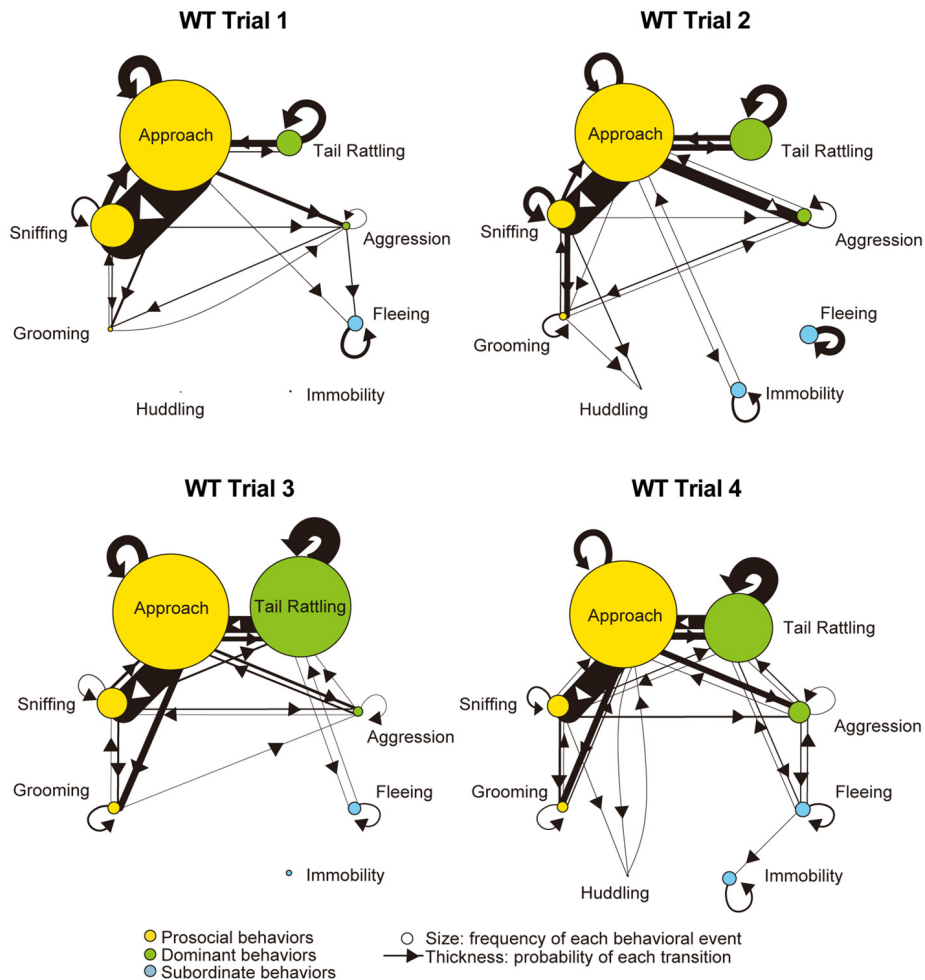 WT Trial 1
Approach
Tail Rattling
Sniffing
Aggression
Grooming
Fleeing
Huddling
Immobility
WT Trial 2
Approach
Tail Rattling
Sniffing
Aggression
Grooming
Fleeing
Immobility
Huddling
WT Trial 3
Approach
Tail Rattling
Sniffing
Aggression
Grooming
Fleeing
Immobility
WT Trial 4
Approach
Tail Rattling
Sniffing
Aggression
Grooming
Fleeing
Immobility
Huddling
Prosocial behaviors
Dominant behaviors
Subordinate behaviors
Size: frequency of each behavioral event
Thickness: probability of each transition